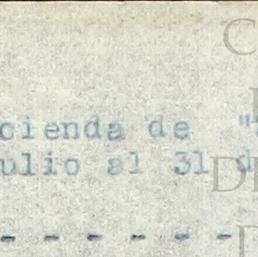 cienda de "
ulio al 31 d
- - - - - -